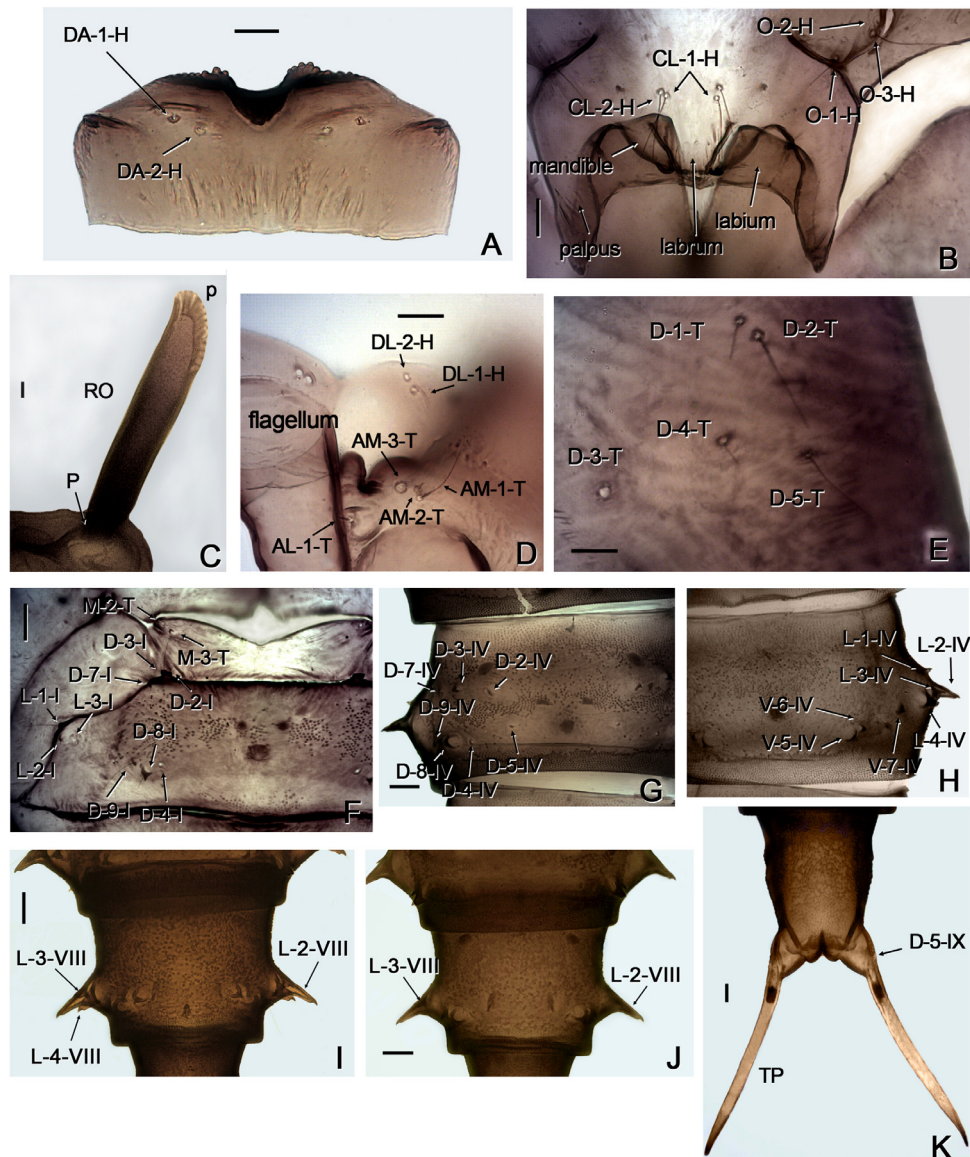 DA-1-H
DA-2-H
A
O-2-H
CL-1-H
CL-2-H
O-3-H
O-1-H
mandible
labium
palpus
labrum
B
p
I
RO
P
C
DL-2-H
DL-1-H
flagellum
AM-3-T
AM-1-T
AM-2-T
AL-1-T
D
D-1-T
D-2-T
D-4-T
D-3-T
D-5-T
E
M-2-T
D-3-I
M-3-T
D-7-I
L-1-I
L-3-I
D-2-I
D-8-I
L-2-I
D-9-I
D-4-I
F
D-3-IV
D-7-IV
D-2-IV
D-9-IV
D-8-IV
D-5-IV
D-4-IV
G
L-1-IV
L-2-IV
L-3-IV
V-6-IV
V-5-IV
L-4-IV
V-7-IV
H
L-3-VIII
L-2-VIII
L-4-VIII
I
L-3-VIII
L-2-VIII
J
D-5-IX
I
TP
K